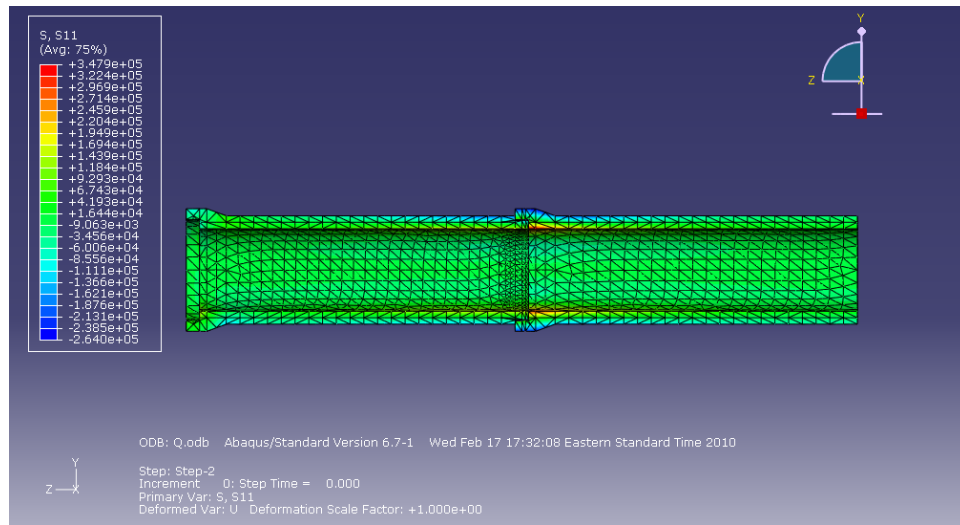 S, S11
(Avg: 75%)
+3.479e+05
+3.224e+05
+2.969e+05
+2.714e+05
+2.459e+05
+2.204e+05
+1.949e+05
+1.694e+05
+1.439e+05
+1.184e+05
+9.293e+04
+6.743e+04
+4.193e+04
+1.644e+04
-9.063e+03
-3.456e+04
-6.006e+04
-8.556e+04
-1.111e+05
-1.366e+05
-1.621e+05
-1.876e+05
-2.131e+05
-2.385e+05
-2.640e+05
Y
Z
X
ODB: Q.odb Abaqus/Standard Version 6.7-1 Wed Feb 17 17:32:08 Eastern Standard Time 2010
Y
Z
X
Step: Step-2
Increment 0: Step Time = 0.000
Primary Var: S, S11
Deformed Var: U Deformation Scale Factor: +1.000e+00